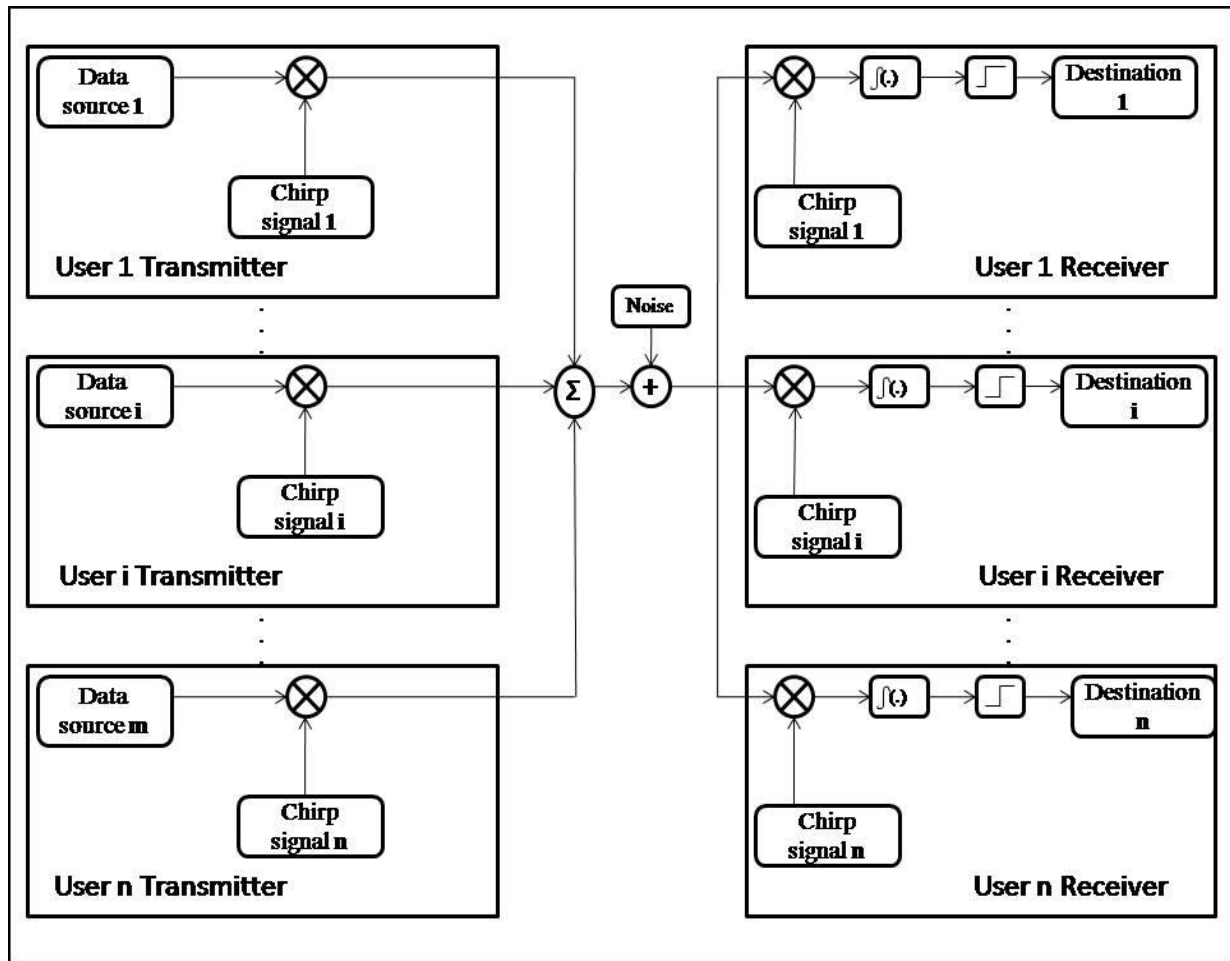 Data
source 1
Chirp
signal 1
User 1 Transmitter
∫(.)
Destination
1
Chirp
signal 1
User 1 Receiver
Noise
Data
source i
Chirp
signal i
User i Transmitter
Σ
+
∫(.)
Destination
i
Chirp
signal i
User i Receiver
Data
source m
Chirp
signal n
User n Transmitter
∫(.)
Destination
n
Chirp
signal n
User n Receiver